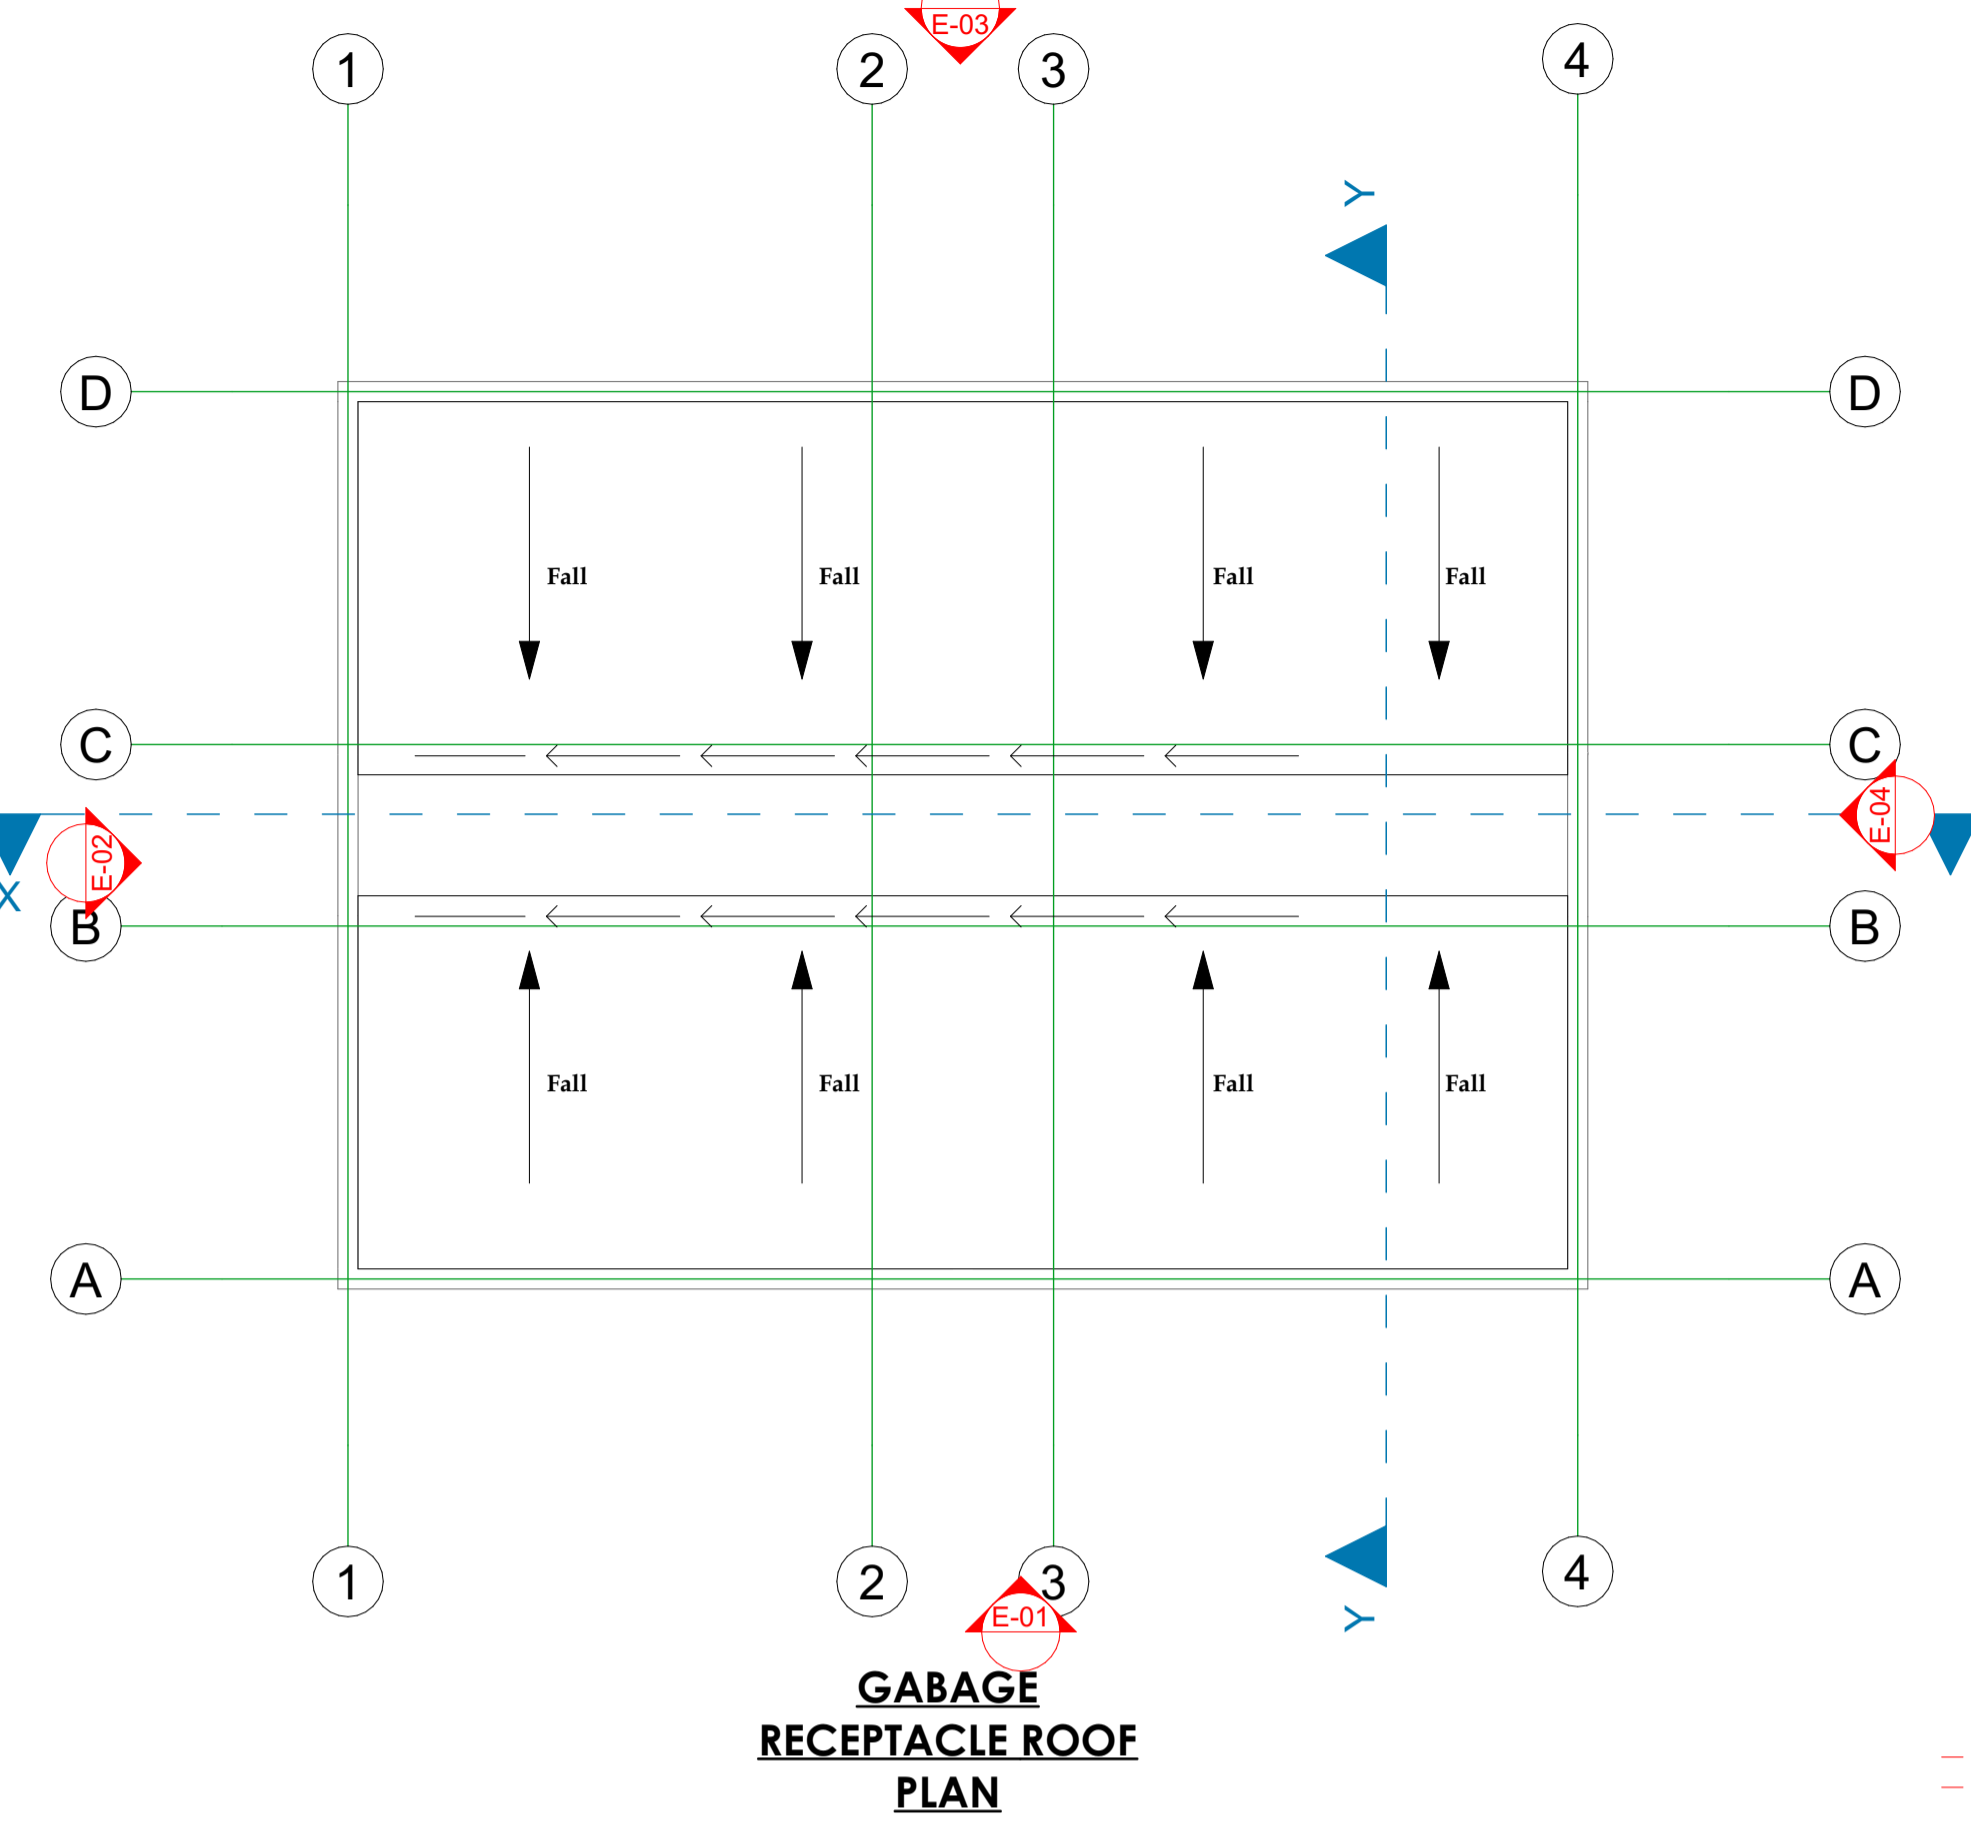 E-03
1
2
3
4
Y
D
D
Fall
Fall
Fall
Fall
C
C
E-02
E-04
X
B
B
Fall
Fall
Fall
Fall
A
A
1
2
3
4
E-01
Y
GABAGE
RECEPTACLE ROOF
PLAN